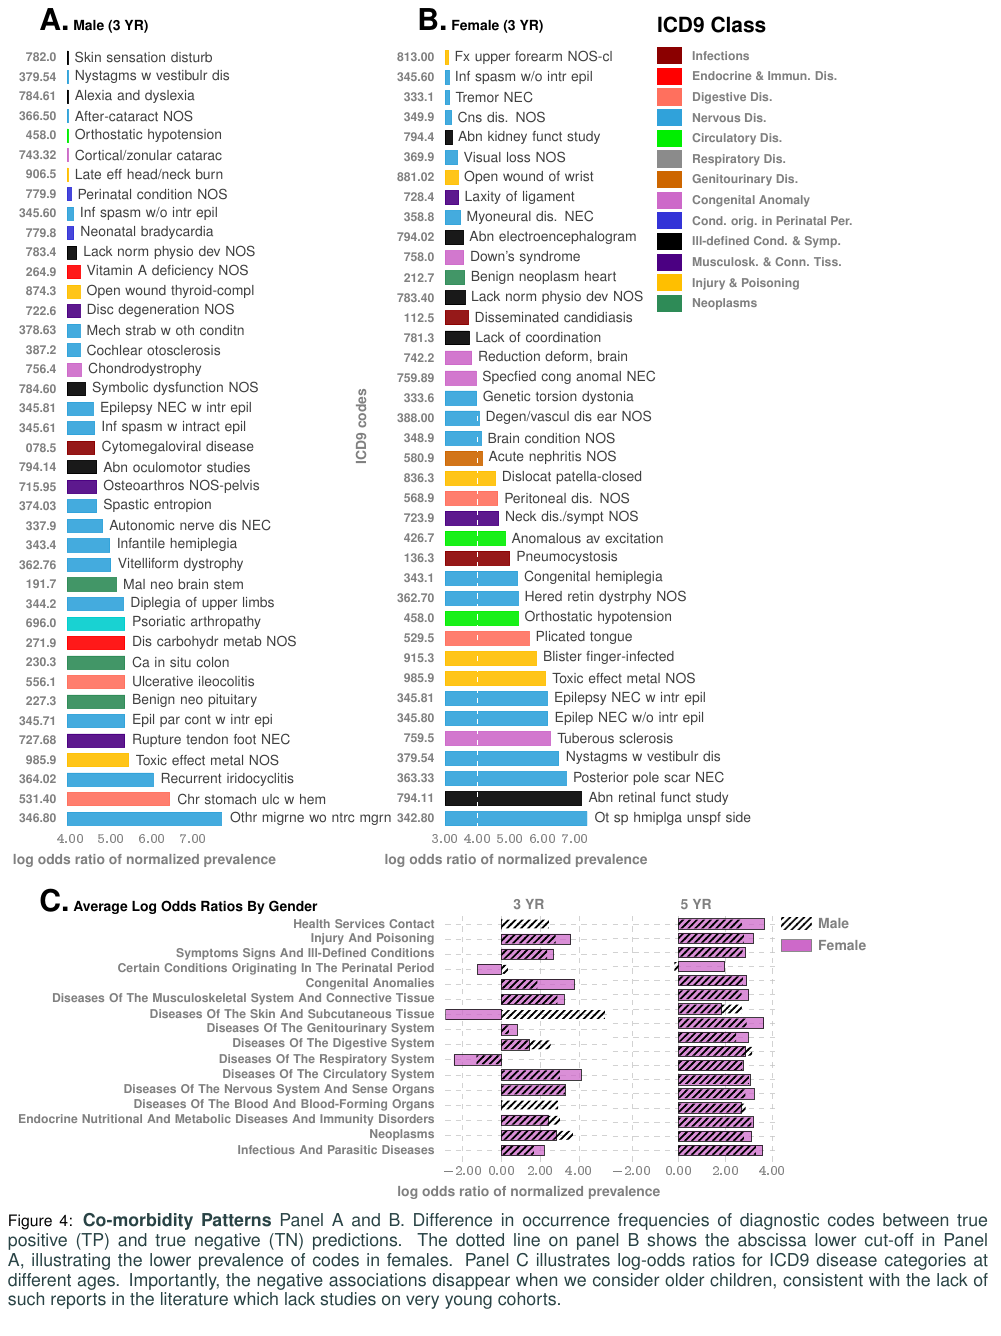 A. Male (3 YR)
782.0 Skin sensation disturb
379.54 Nystagms w vestibulr dis
784.61 Alexia and dyslexia
366.50 After-cataract NOS
458.0 Orthostatic hypotension
743.32 Cortical/zonular catarac
906.5 Late eff head/neck burn
779.9 Perinatal condition NOS
345.60 Inf spasm w/o intr epil
779.8 Neonatal bradycardia
783.4 Lack norm physio dev NOS
264.9 Vitamin A deficiency NOS
874.3 Open wound thyroid-compl
722.6 Disc degeneration NOS
378.63 Mech strab w oth conditn
387.2 Cochlear otosclerosis
756.4 Chondrodystrophy
784.60 Symbolic dysfunction NOS
345.81 Epilepsy NEC w intr epil
345.61 Inf spasm w intract epil
078.5 Cytomegaloviral disease
794.14 Abn oculomotor studies
715.95 Osteoarthros NOS-pelvis
374.03 Spastic entropion
337.9 Autonomic nerve dis NEC
343.4 Infantile hemiplegia
362.76 Vitelliform dystrophy
191.7 Mal neo brain stem
344.2 Diplegia of upper limbs
696.0 Psoriatic arthropathy
271.9 Dis carbohydr metab NOS
230.3 Ca in situ colon
556.1 Ulcerative ileocolitis
227.3 Benign neo pituitary
345.71 Epil par cont w intr epi
727.68 Rupture tendon foot NEC
985.9 Toxic effect metal NOS
364.02 Recurrent iridocyclitis
531.40 Chr stomach ulc w hem
346.80 Othr migrne wo ntrc mgrn
4.00 5.00 6.00 7.00
log odds ratio of normalized prevalence
ICD9 codes
B. Female (3 YR)
813.00 Fx upper forearm NOS-cl
345.60 Inf spasm w/o intr epil
333.1 Tremor NEC
349.9 Cns dis. NOS
794.4 Abn kidney funct study
369.9 Visual loss NOS
881.02 Open wound of wrist
728.4 Laxity of ligament
358.8 Myoneural dis. NEC
794.02 Abn electroencephalogram
758.0 Down's syndrome
212.7 Benign neoplasm heart
783.40 Lack norm physio dev NOS
112.5 Disseminated candidiasis
781.3 Lack of coordination
742.2 Reduction deform, brain
759.89 Specfied cong anomal NEC
333.6 Genetic torsion dystonia
388.00 Degen/vascul dis ear NOS
348.9 Brain condition NOS
580.9 Acute nephritis NOS
836.3 Dislocat patella-closed
568.9 Peritoneal dis. NOS
723.9 Neck dis./sympt NOS
426.7 Anomalous av excitation
136.3 Pneumocystosis
343.1 Congenital hemiplegia
362.70 Hered retin dystrphy NOS
458.0 Orthostatic hypotension
529.5 Plicated tongue
915.3 Blister finger-infected
985.9 Toxic effect metal NOS
345.81 Epilepsy NEC w intr epil
345.80 Epilep NEC w/o intr epil
759.5 Tuberous sclerosis
379.54 Nystagms w vestibulr dis
363.33 Posterior pole scar NEC
794.11 Abn retinal funct study
342.80 Ot sp hmiplga unspf side
3.00 4.00 5.00 6.00 7.00
log odds ratio of normalized prevalence
ICD9 Class
Infections
Endocrine & Immun. Dis.
Digestive Dis.
Nervous Dis.
Circulatory Dis.
Respiratory Dis.
Genitourinary Dis.
Congenital Anomaly
Cond. orig. in Perinatal Per.
Ill-defined Cond. & Symp.
Musculosk. & Conn. Tiss.
Injury & Poisoning
Neoplasms
C. Average Log Odds Ratios By Gender
3 YR 5 YR
Male
Female
Health Services Contact
Injury And Poisoning
Symptoms Signs And Ill-Defined Conditions
Certain Conditions Originating In The Perinatal Period
Congenital Anomalies
Diseases Of The Musculoskeletal System And Connective Tissue
Diseases Of The Skin And Subcutaneous Tissue
Diseases Of The Genitourinary System
Diseases Of The Digestive System
Diseases Of The Respiratory System
Diseases Of The Circulatory System
Diseases Of The Nervous System And Sense Organs
Diseases Of The Blood And Blood-Forming Organs
Endocrine Nutritional And Metabolic Diseases And Immunity Disorders
Neoplasms
Infectious And Parasitic Diseases
−2.00 0.00 2.00 4.00 −2.00 0.00 2.00 4.00
log odds ratio of normalized prevalence
Figure 4: Co-morbidity Patterns Panel A and B. Difference in occurrence frequencies of diagnostic codes between true
positive (TP) and true negative (TN) predictions. The dotted line on panel B shows the abscissa lower cut-off in Panel
A, illustrating the lower prevalence of codes in females. Panel C illustrates log-odds ratios for ICD9 disease categories at
different ages. Importantly, the negative associations disappear when we consider older children, consistent with the lack of
such reports in the literature which lack studies on very young cohorts.